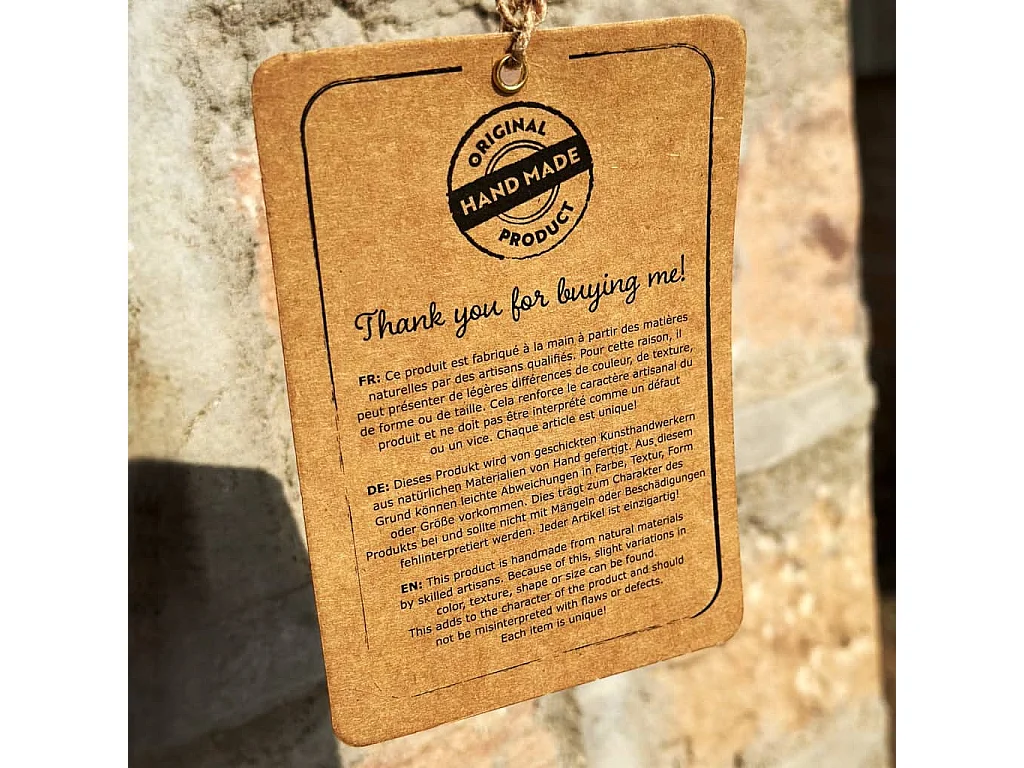 ORIGINAL
HAND MADE
PRODUCT
Thank you for buying me!
FR: Ce produit est fabriqué à la main à partir des matières
naturelles par des artisans qualifiés. Pour cette raison, il
peut présenter de légères différences de couleur, de texture,
de forme ou de taille. Cela renforce le caractère artisanal du
produit et ne doit pas être interprété comme un défaut
ou un vice. Chaque article est unique!
DE: Dieses Produkt wird von geschickten Kunsthandwerkern
aus natürlichen Materialien von Hand gefertigt. Aus diesem
Grund können leichte Abweichungen in Farbe, Textur, Form
oder Größe vorkommen. Dies trägt zum Charakter des
Produkts bei und sollte nicht mit Mängeln oder Beschädigungen
fehlinterpretiert werden. Jeder Artikel ist einzigartig!
EN: This product is handmade from natural materials
by skilled artisans. Because of this, slight variations in
color, texture, shape or size can be found.
This adds to the character of the product and should
not be misinterpreted with flaws or defects.
Each item is unique!